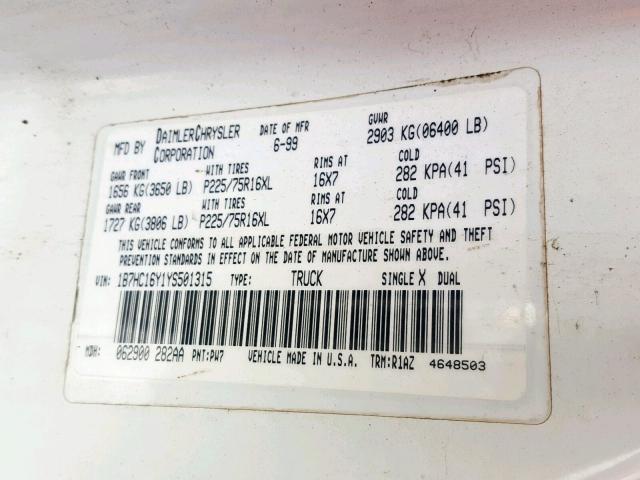 MFD BY DAIMLERCHRYSLER CORPORATION DATE OF MFR 6-99 GVWR 2903 KG(06400 LB)
GAWR FRONT WITH TIRES RIMS AT COLD
1656 KG(3650 LB) P225/75R16XL 16X7 282 KPA(41 PSI)
GAWR REAR WITH TIRES RIMS AT COLD
1727 KG(3806 LB) P225/75R16XL 16X7 282 KPA(41 PSI)
THIS VEHICLE CONFORMS TO ALL APPLICABLE FEDERAL MOTOR VEHICLE SAFETY AND THEFT
PREVENTION STANDARDS IN EFFECT ON THE DATE OF MANUFACTURE SHOWN ABOVE.
VIN: 1B7HC16Y1YS501315 TYPE: TRUCK SINGLE X DUAL
MDH: 062900 282AA PNT:PW7 VEHICLE MADE IN U.S.A. TRM:R1AZ 4648503